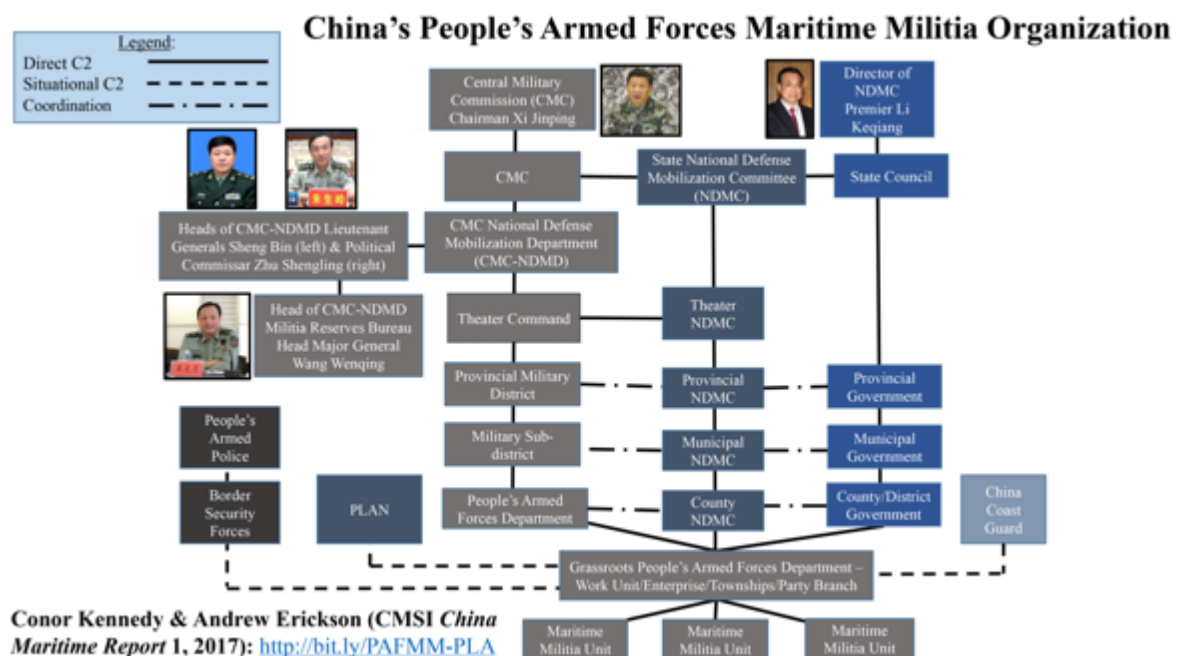 China's People's Armed Forces Maritime Militia Organization
Legend:
Direct C2
Situational C2
Coordination
Central Military
Commission (CMC)
Chairman Xi Jinping
Director of
NDMC
Premier Li
Keqiang
CMC
State National Defense
Mobilization Committee
(NDMC)
State Council
Heads of CMC-NDMD Lieutenant
Generals Sheng Bin (left) & Political
Commissar Zhu Shengling (right)
CMC National Defense
Mobilization Department
(CMC-NDMD)
Head of CMC-NDMD
Militia Reserves Bureau
Head Major General
Wang Wenqing
Theater Command
Theater
NDMC
Provincial Military
District
Provincial
NDMC
Provincial
Government
People's
Armed
Police
Military Sub-
district
Municipal
NDMC
Municipal
Government
Border
Security
Forces
PLAN
People's Armed
Forces Department
County
NDMC
County/District
Government
China
Coast
Guard
Grassroots People's Armed Forces Department –
Work Unit/Enterprise/Townships/Party Branch
Maritime
Militia Unit
Maritime
Militia Unit
Maritime
Militia Unit
Conor Kennedy & Andrew Erickson (CMSI China
Maritime Report 1, 2017): http://bit.ly/PAFMM-PLA